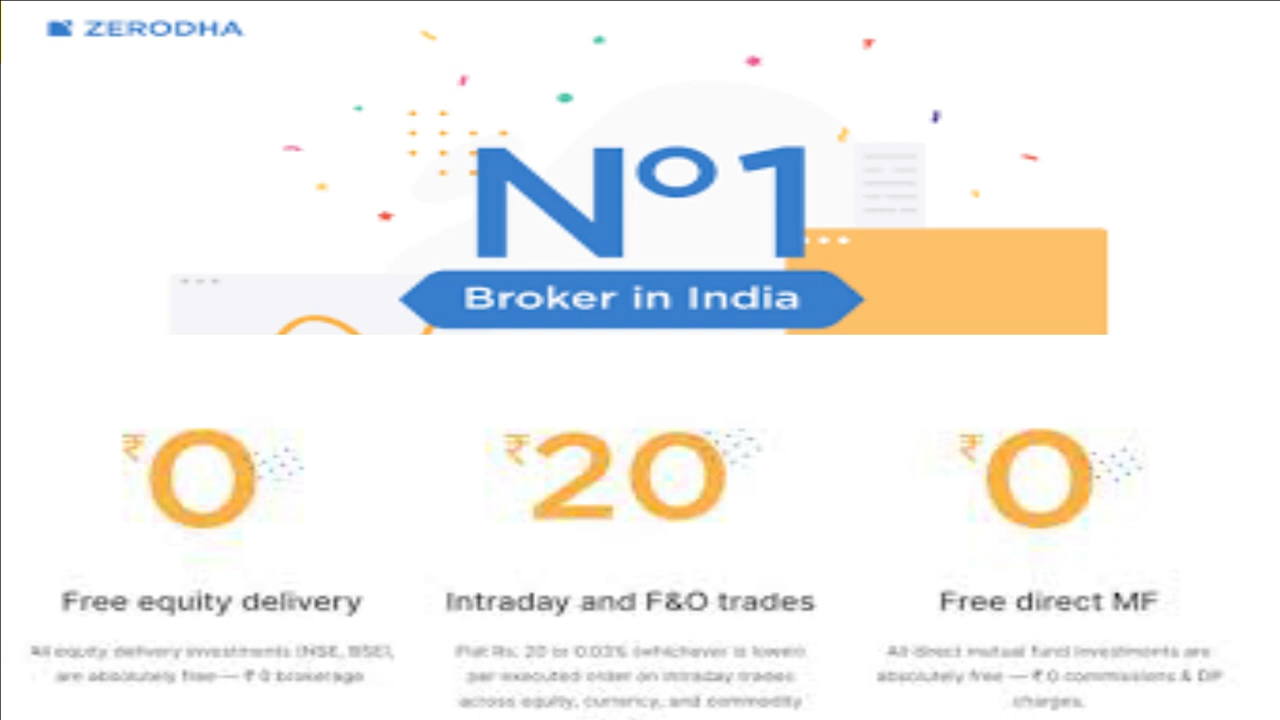 ZERODHA
Nº1
Broker in India
₹0
₹20
₹0
Free equity delivery
Intraday and F&O trades
Free direct MF
All equity delivery investments (NSE, BSE),
are absolutely free — ₹ 0 brokerage.
Flat Rs. 20 or 0.03% (whichever is lower)
per executed order on intraday trades
across equity, currency, and commodity
All direct mutual fund investments are
absolutely free — ₹ 0 commissions & DP
charges.